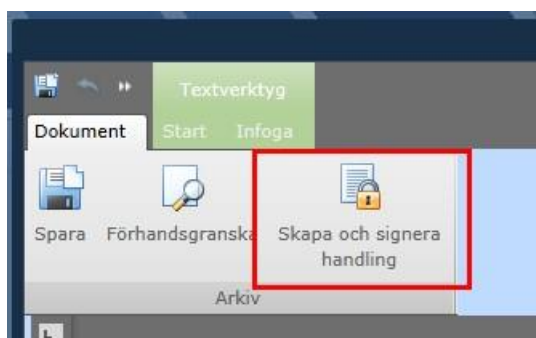 Textverktyg
Dokument Start Infoga
Spara Förhandsgranska Skapa och signera
handling
Arkiv